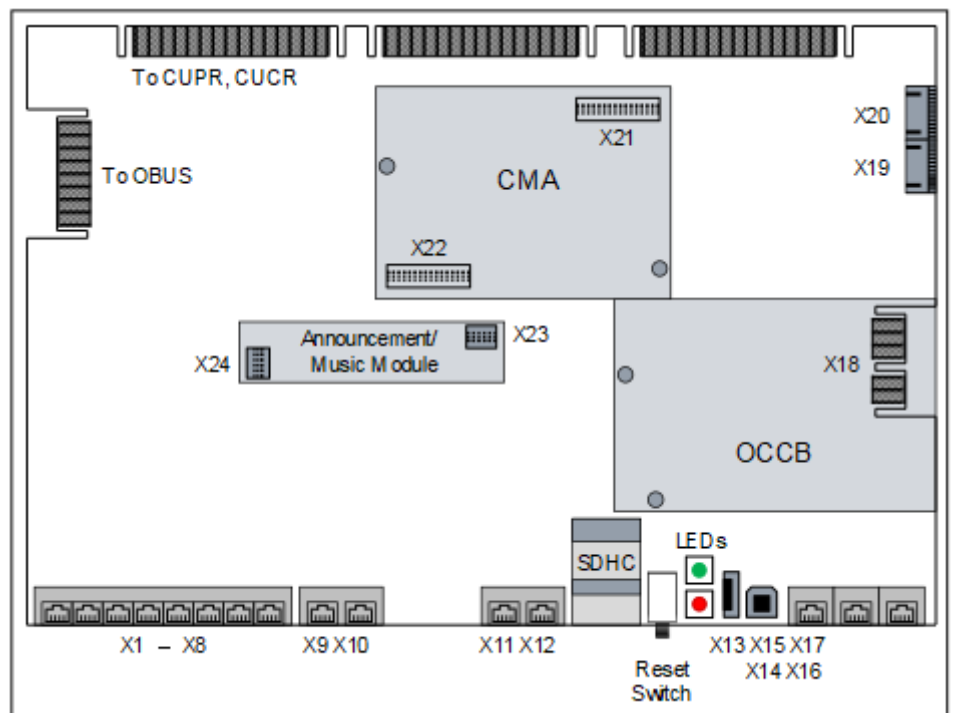 To CUPR, CUCR
X21
X20
X19
To OBUS
CMA
X22
Announcement/
Music Module
X23
X24
X18
OCCB
LEDs
SDHC
X1 – X8
X9 X10
X11 X12
X13 X15 X17
X14 X16
Reset
Switch